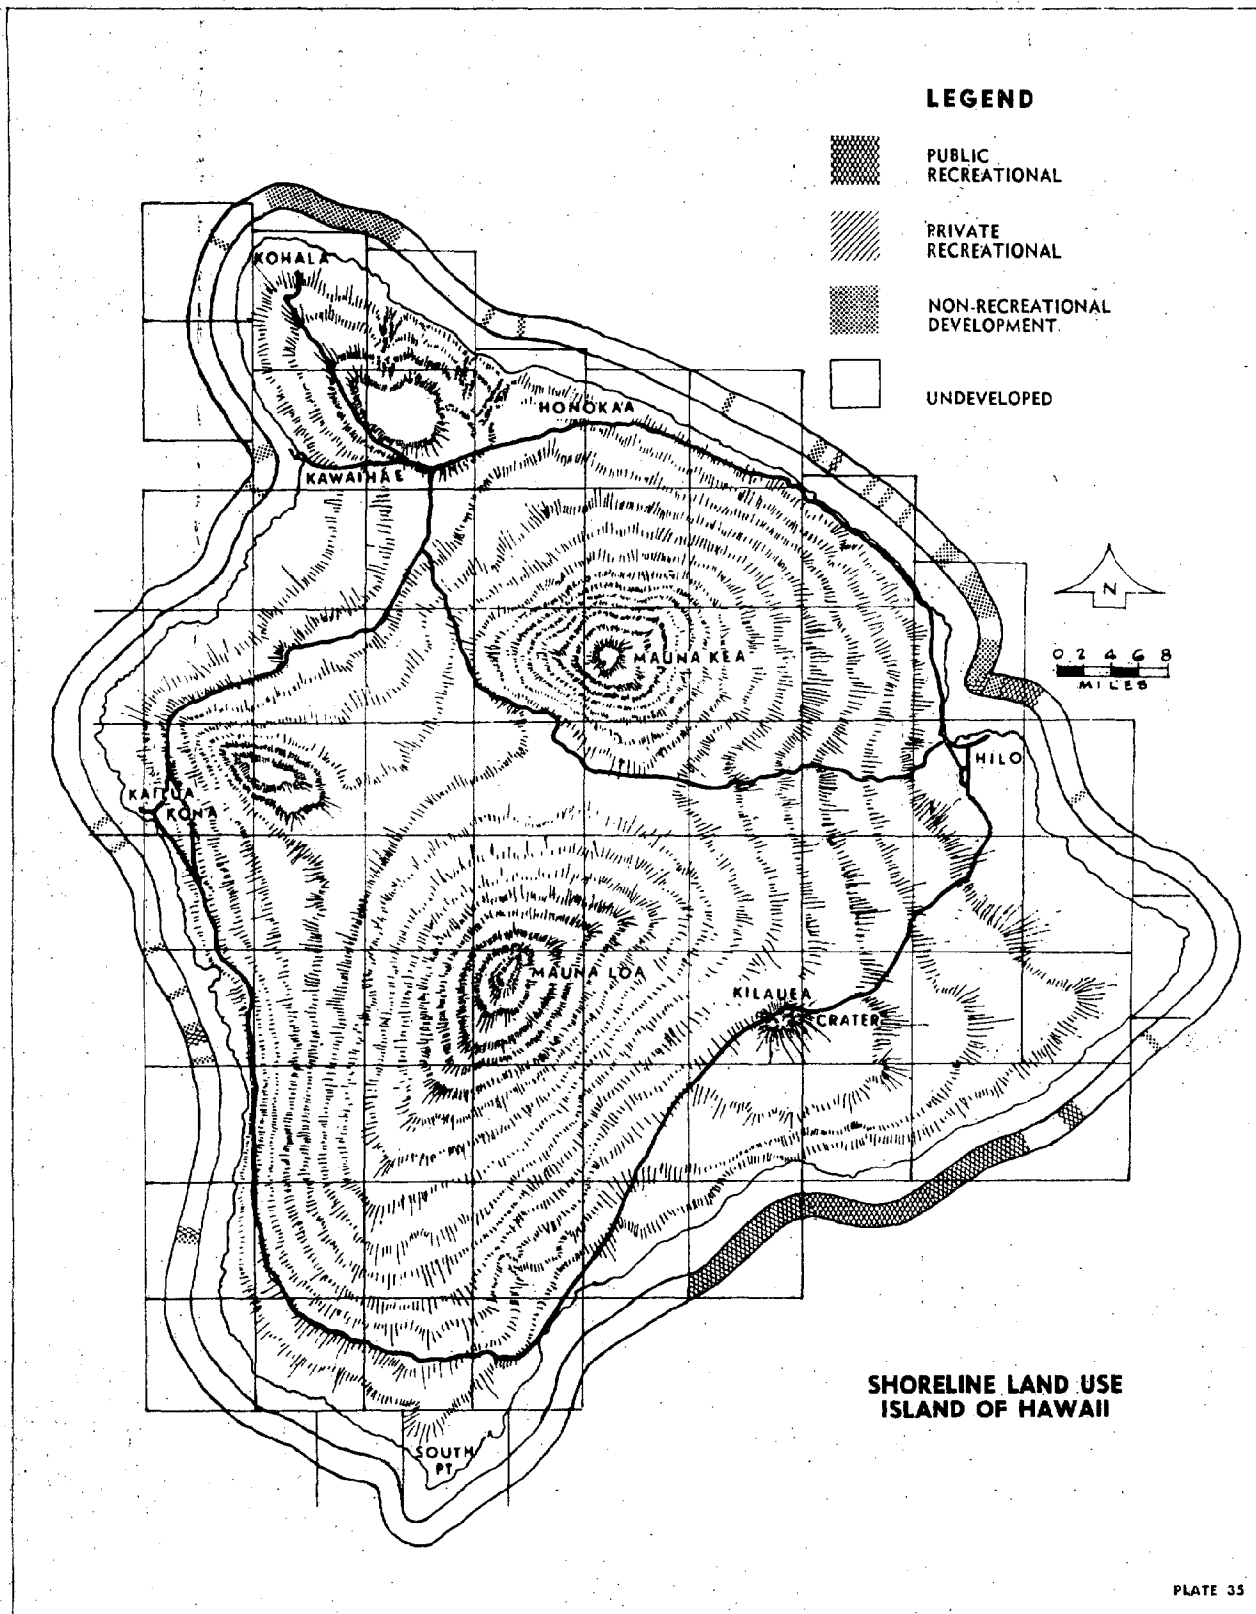 LEGEND
PUBLIC
RECREATIONAL
PRIVATE
RECREATIONAL
NON-RECREATIONAL
DEVELOPMENT
UNDEVELOPED
KOHALA
HONOKA'A
KAWAIHAE
N
0 2 4 6 8
MILES
MAUNA KEA
HILO
KAILUA
KONA
MAUNA LOA
KILAUEA
CRATER
SHORELINE LAND USE
ISLAND OF HAWAII
SOUTH
PT
PLATE 35